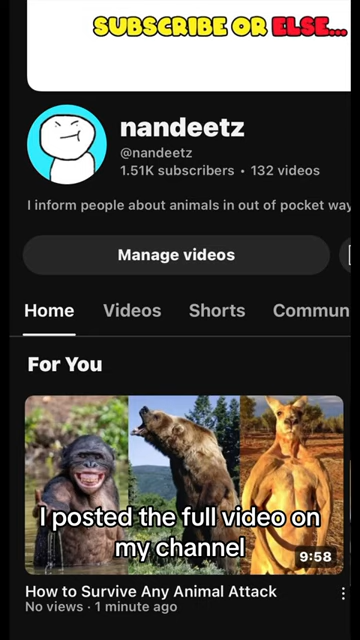 SUBSCRIBE OR ELSE...
nandeetz
@nandeetz
1.51K subscribers • 132 videos
I inform people about animals in out of pocket way
Manage videos
Home Videos Shorts Commun
For You
I posted the full video on
my channel
9:58
How to Survive Any Animal Attack
No views · 1 minute ago